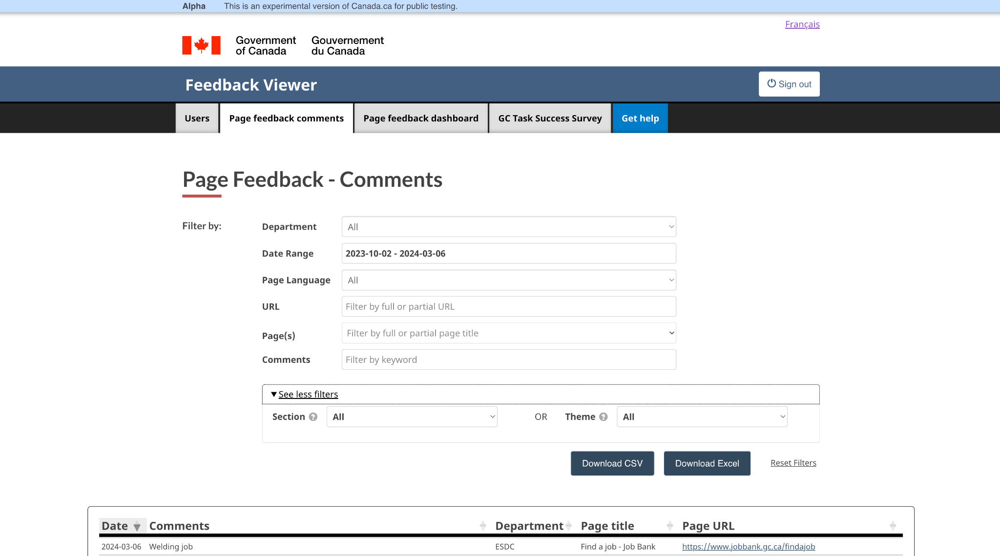 Alpha This is an experimental version of Canada.ca for public testing.
Français
Government Gouvernement
of Canada du Canada
Feedback Viewer
Sign out
Users Page feedback comments Page feedback dashboard GC Task Success Survey Get help
Page Feedback - Comments
Filter by: Department All
Date Range 2023-10-02 - 2024-03-06
Page Language All
URL Filter by full or partial URL
Page(s) Filter by full or partial page title
Comments Filter by keyword
▼ See less filters
Section ? All OR Theme ? All
Download CSV Download Excel Reset Filters
Date Comments Department Page title Page URL
2024-03-06 Welding job ESDC Find a job - Job Bank https://www.jobbank.gc.ca/findajob